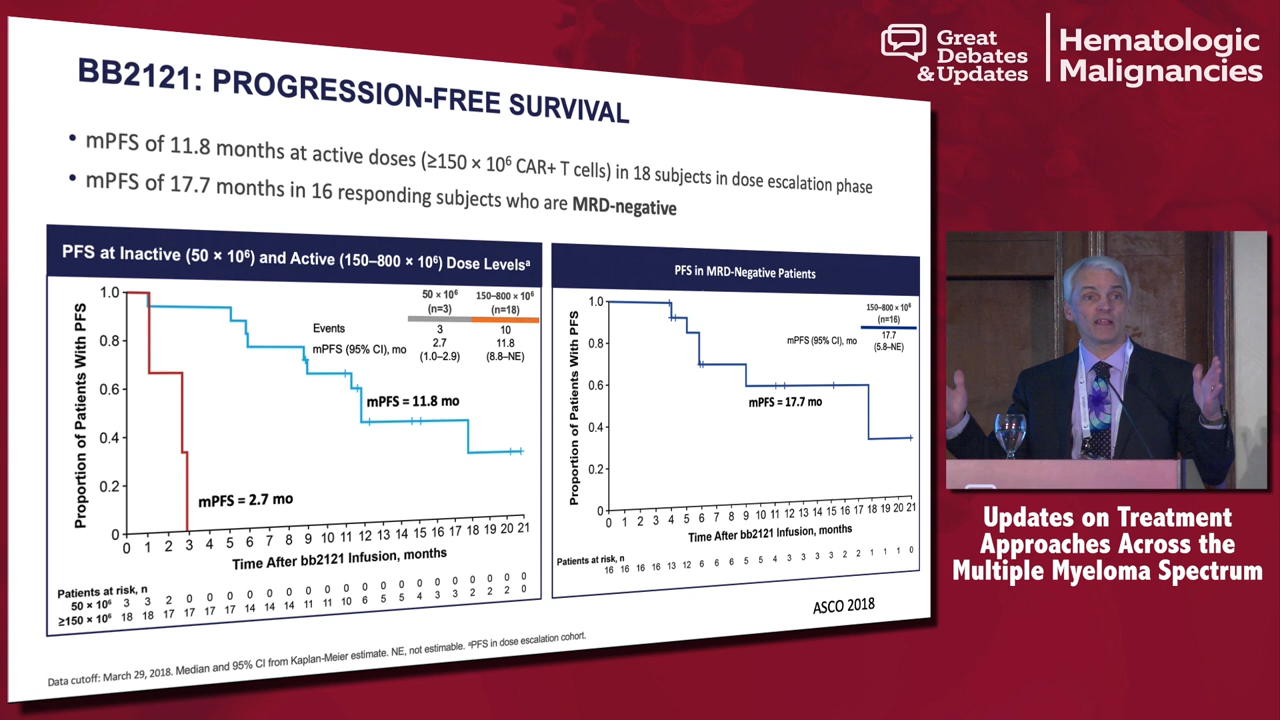 BB2121: PROGRESSION-FREE SURVIVAL
• mPFS of 11.8 months at active doses (≥150 × 10⁶ CAR+ T cells) in 18 subjects in dose escalation phase
• mPFS of 17.7 months in 16 responding subjects who are MRD-negative
PFS at Inactive (50 × 10⁶) and Active (150–800 × 10⁶) Dose Levelsᵃ
Proportion of Patients With PFS
1.0
0.8
0.6
0.4
0.2
0
50 × 10⁶ 150–800 × 10⁶
(n=3) (n=18)
Events 3 10
mPFS (95% CI), mo 2.7 11.8
(1.0–2.9) (8.8–NE)
mPFS = 11.8 mo
mPFS = 2.7 mo
0 1 2 3 4 5 6 7 8 9 10 11 12 13 14 15 16 17 18 19 20 21
Time After bb2121 Infusion, months
Patients at risk, n
50 × 10⁶ 3 3 2 0 0 0 0 0 0 0 0 0 0 0 0 0 0 0 0 0
≥150 × 10⁶ 18 18 17 17 17 17 14 14 14 11 11 10 6 5 5 4 3 3 2 2 2 0
PFS in MRD-Negative Patients
Proportion of Patients With PFS
1.0
0.8
0.6
0.4
0.2
0
150–800 × 10⁶
(n=16)
mPFS (95% CI), mo 17.7
(5.8–NE)
mPFS = 17.7 mo
0 1 2 3 4 5 6 7 8 9 10 11 12 13 14 15 16 17 18 19 20 21
Time After bb2121 Infusion, months
Patients at risk, n
16 16 16 16 13 12 6 6 6 5 5 4 3 3 3 3 2 2 1 1 1 0
ASCO 2018
Data cutoff: March 29, 2018. Median and 95% CI from Kaplan-Meier estimate. NE, not estimable. ᵃPFS in dose escalation cohort.
Great
Debates
& Updates
Hematologic
Malignancies
Updates on Treatment
Approaches Across the
Multiple Myeloma Spectrum